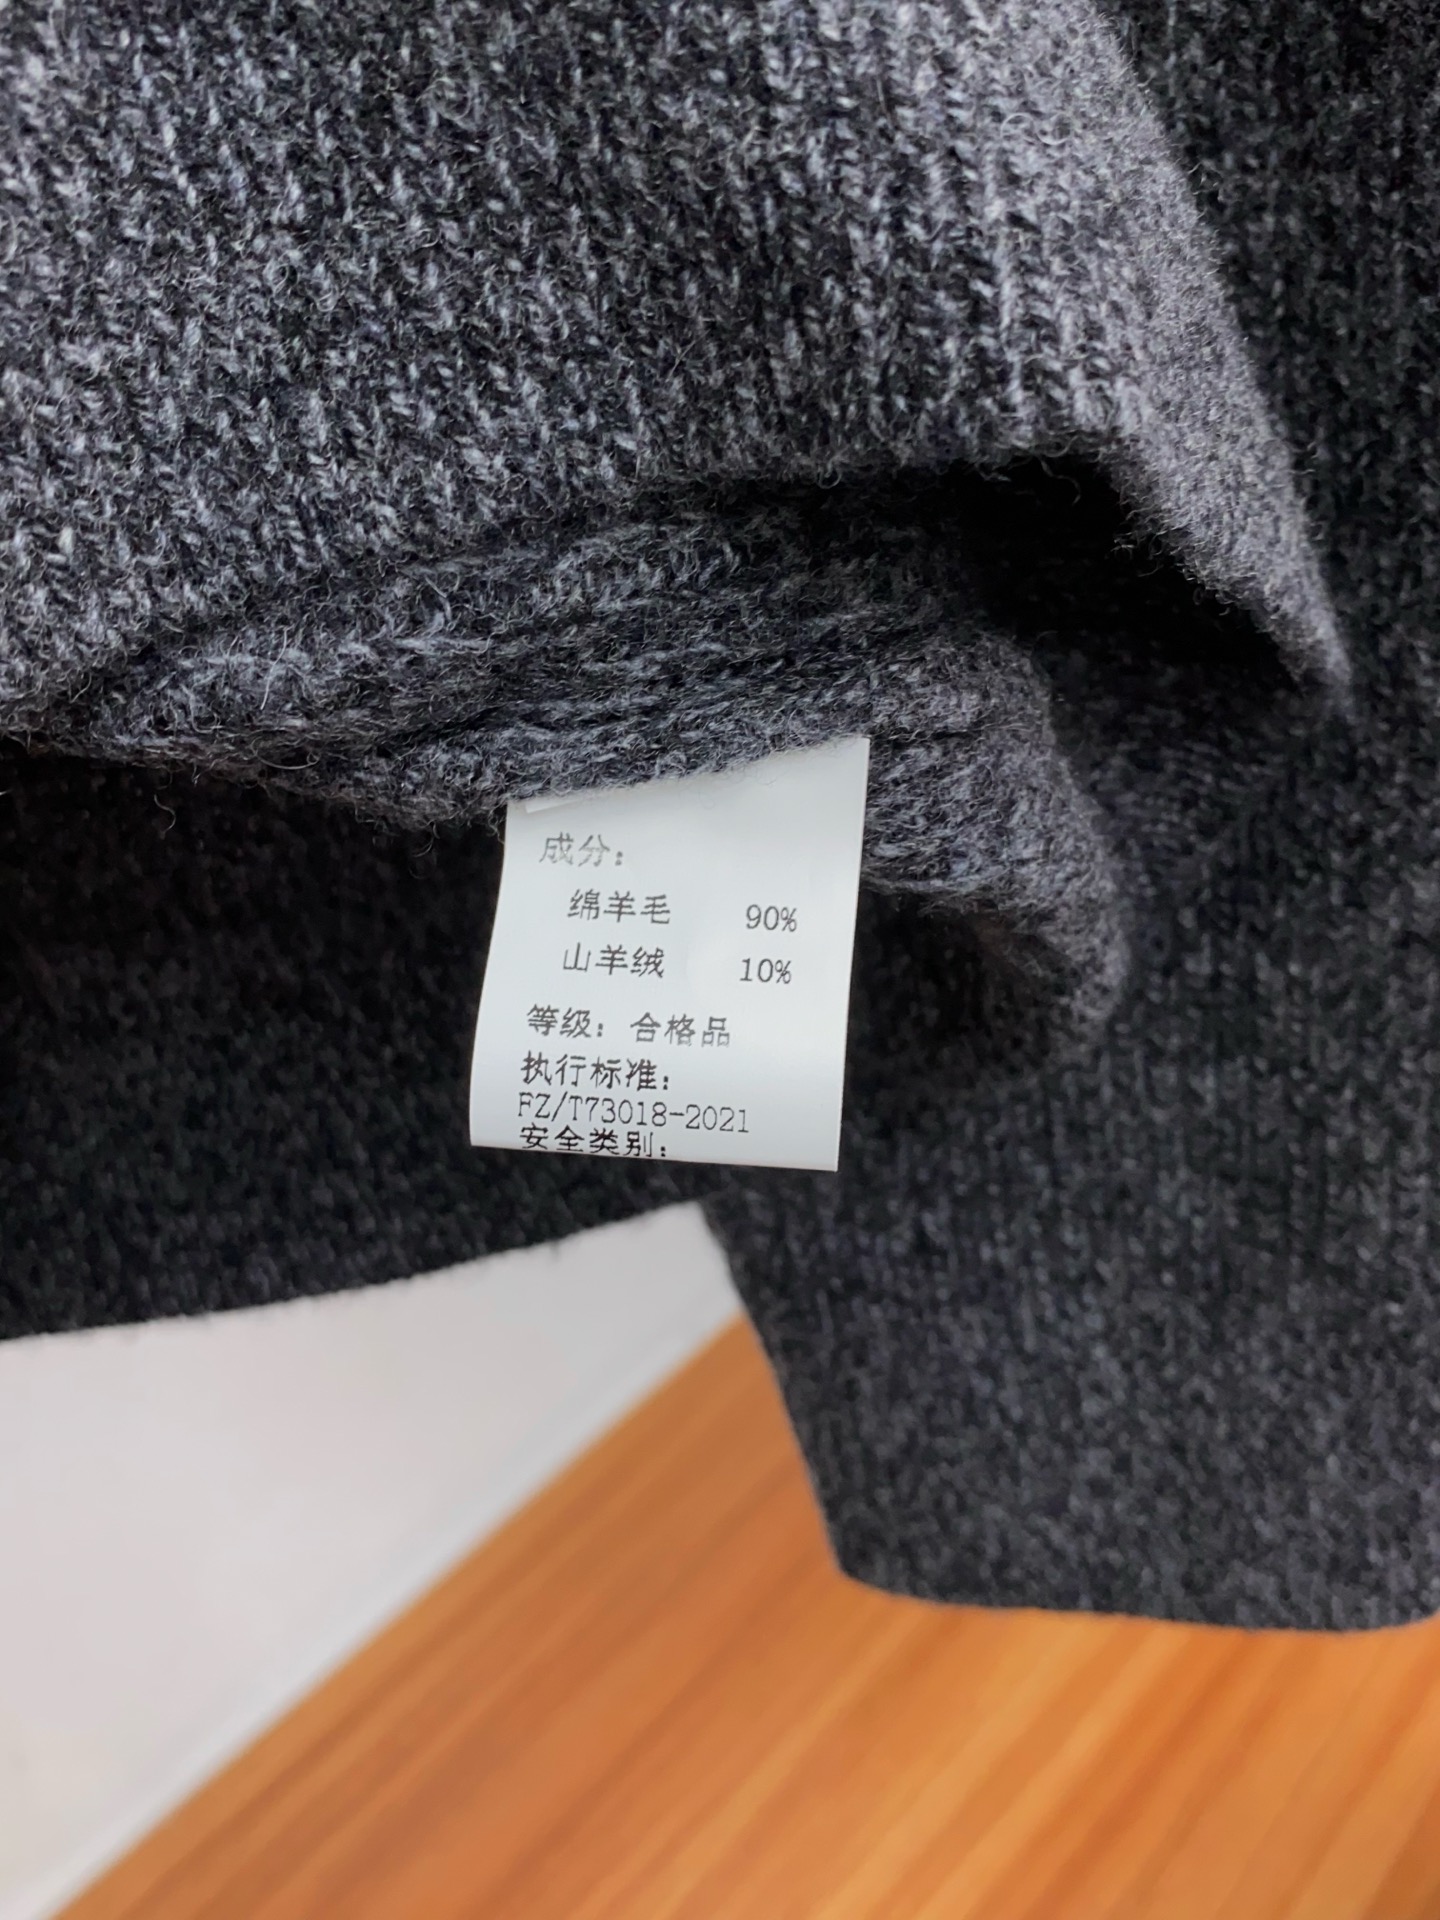 成分：
绵羊毛 90%
山羊绒 10%
等级：合格品
执行标准：
FZ/T73018-2021
安全类别：